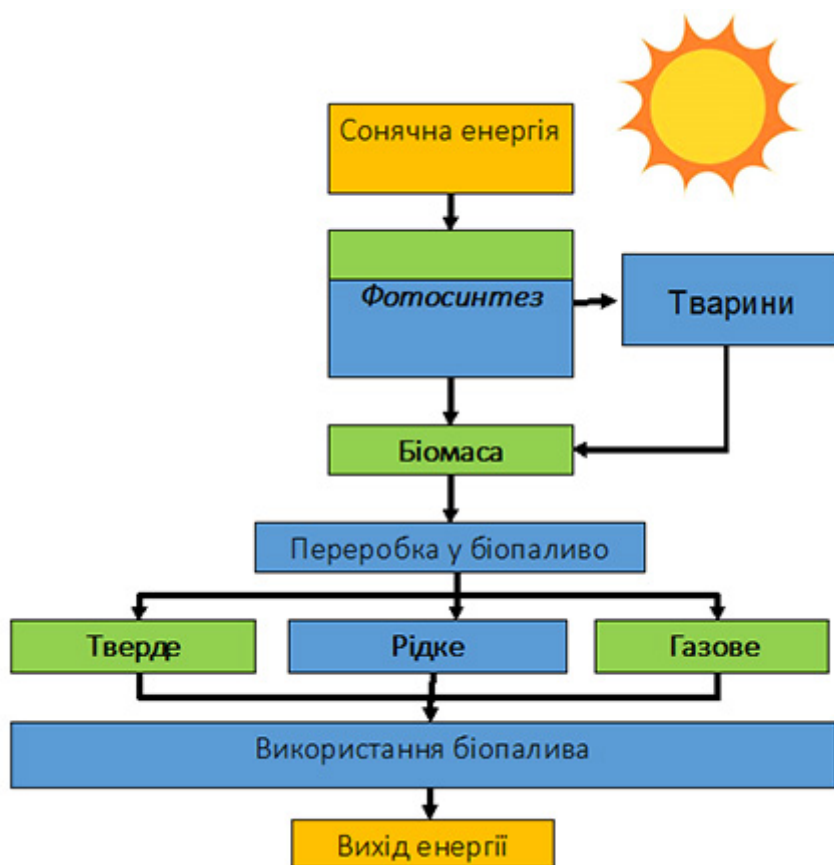 Сонячна енергія
Фотосинтез
Тварини
Біомаса
Переробка у біопаливо
Тверде
Рідке
Газове
Використання біопалива
Вихід енергії